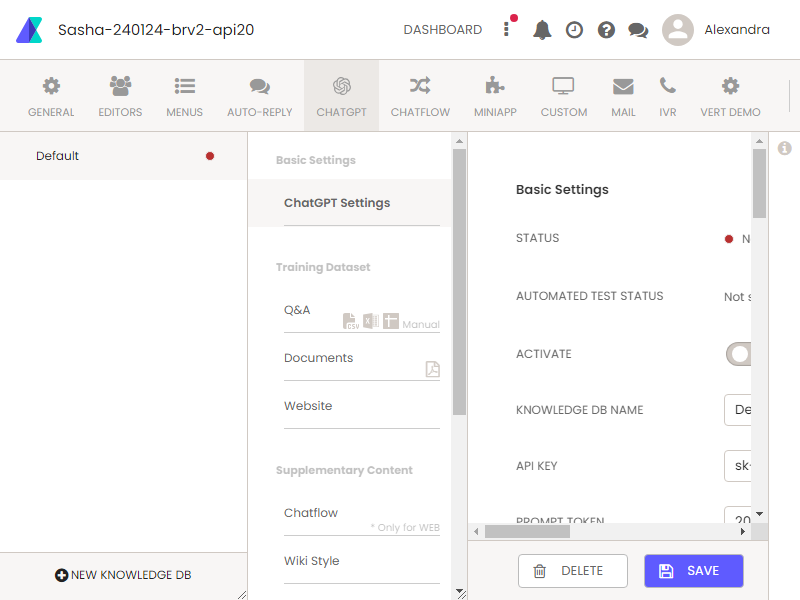 Sasha-240124-brv2-api20
DASHBOARD
Alexandra
GENERAL
EDITORS
MENUS
AUTO-REPLY
CHATGPT
CHATFLOW
MINIAPP
CUSTOM
MAIL
IVR
VERT DEMO
Default
NEW KNOWLEDGE DB
Basic Settings
ChatGPT Settings
Training Dataset
Q&A
CSV
Manual
Documents
Website
Supplementary Content
Chatflow
* Only for WEB
Wiki Style
Basic Settings
STATUS
N
AUTOMATED TEST STATUS
Not s
ACTIVATE
KNOWLEDGE DB NAME
De
API KEY
sk-
PROMPT TOKEN
20
DELETE
SAVE